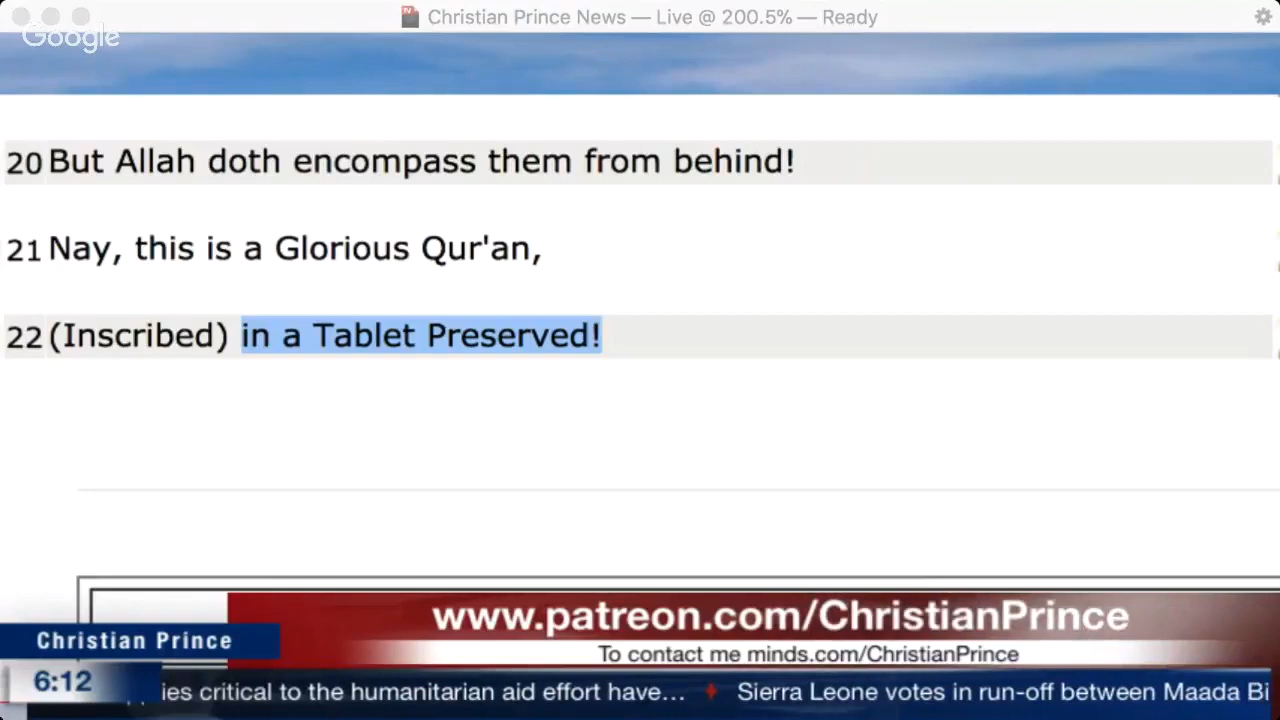 Christian Prince News — Live @ 200.5% — Ready
Google
20 But Allah doth encompass them from behind!
21 Nay, this is a Glorious Qur'an,
22 (Inscribed) in a Tablet Preserved!
www.patreon.com/ChristianPrince
Christian Prince
To contact me minds.com/ChristianPrince
6:12
critical to the humanitarian aid effort have... ♦ Sierra Leone votes in run-off between Maada Bi